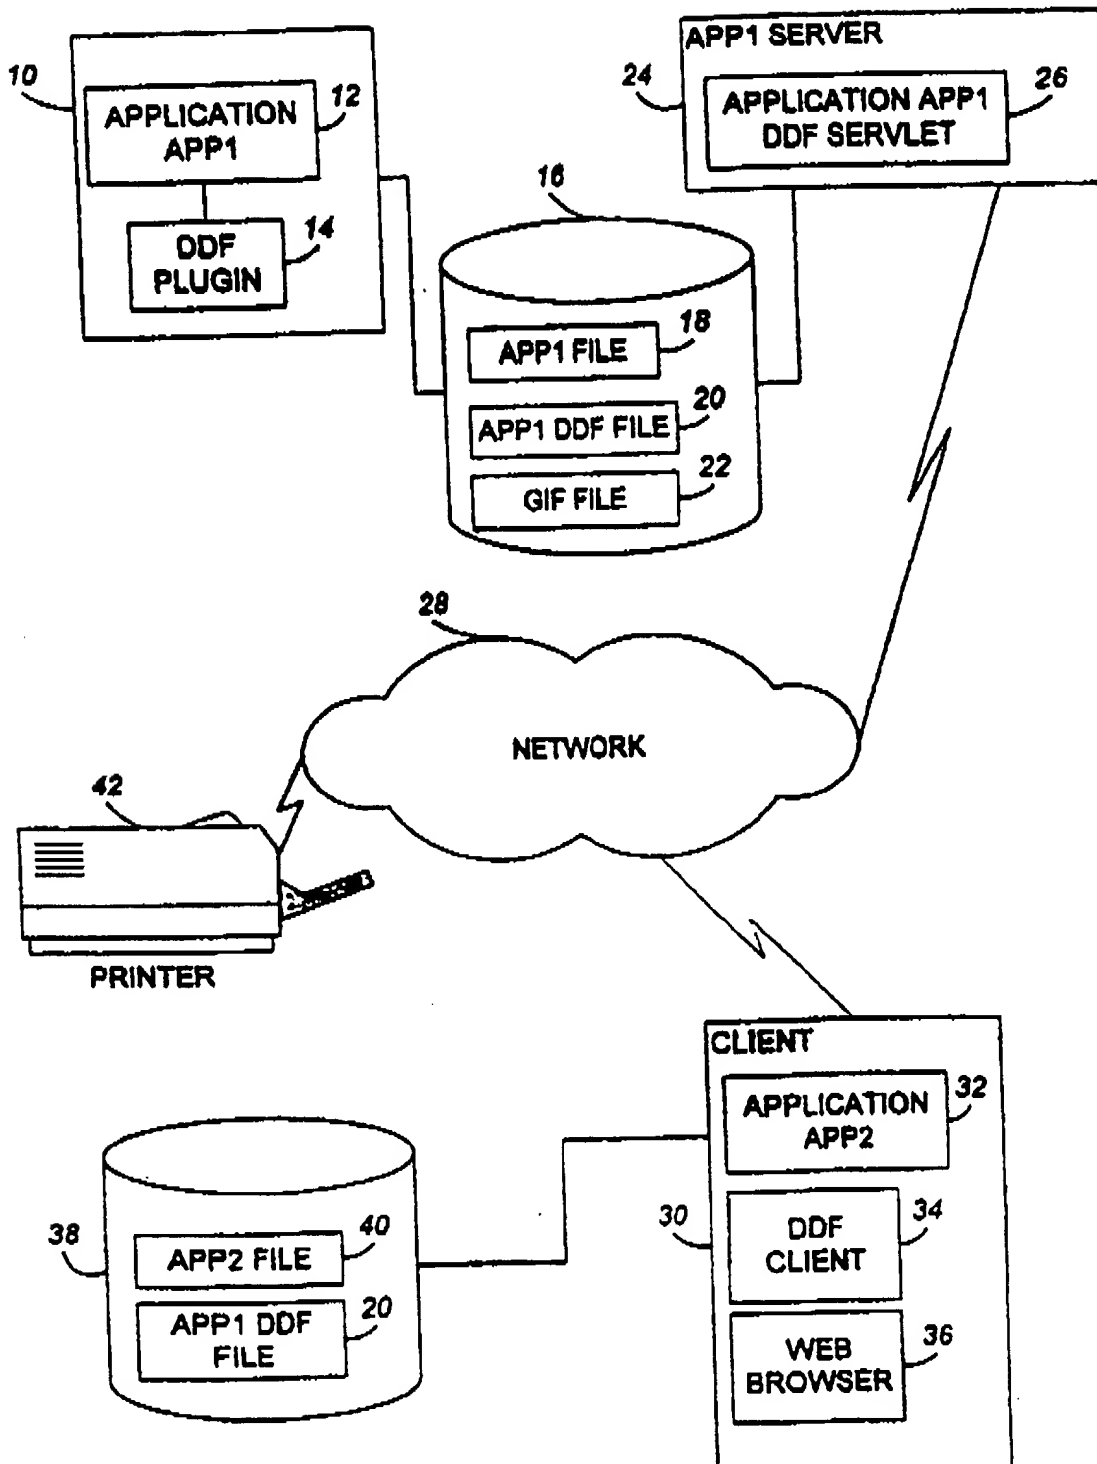 10
APPLICATION
APP1
12
DDF
PLUGIN
14
APP1 SERVER
24
APPLICATION APP1
DDF SERVLET
26
16
APP1 FILE
18
APP1 DDF FILE
20
GIF FILE
22
28
NETWORK
42
PRINTER
CLIENT
APPLICATION
APP2
32
30
DDF
CLIENT
34
WEB
BROWSER
36
38
APP2 FILE
40
APP1 DDF
FILE
20